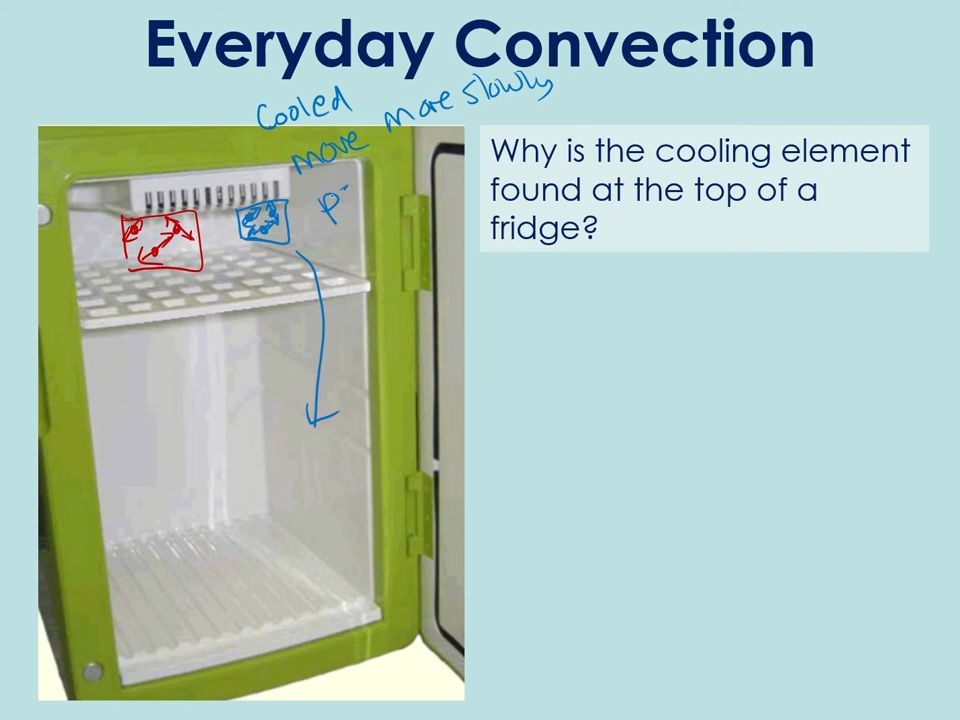 Everyday Convection
Cooled
move more slowly
Why is the cooling element
found at the top of a
fridge?